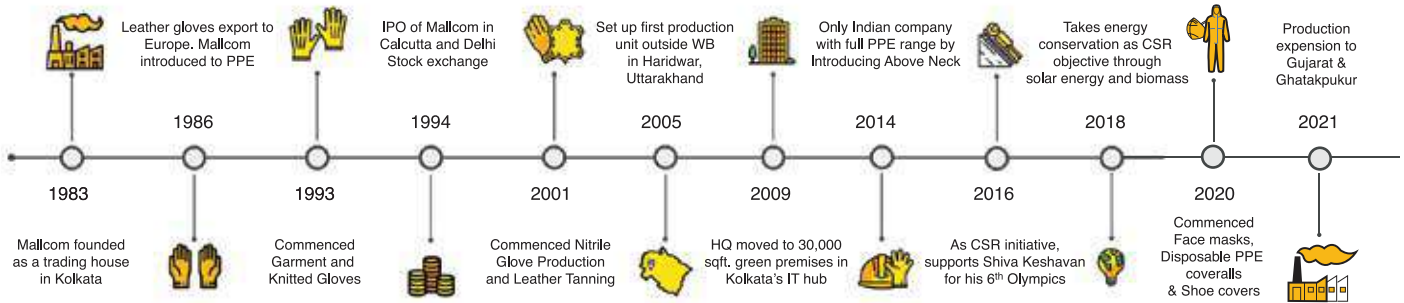 1983
Mallcom founded
as a trading house
in Kolkata
Leather gloves export to
Europe. Mallcom
introduced to PPE
1986
1993
Commenced
Garment and
Knitted Gloves
IPO of Mallcom in
Calcutta and Delhi
Stock exchange
1994
2001
Commenced Nitrile
Glove Production
and Leather Tanning
Set up first production
unit outside WB
in Haridwar,
Uttarakhand
2005
2009
HQ moved to 30,000
sqft. green premises in
Kolkata's IT hub
Only Indian company
with full PPE range by
Introducing Above Neck
2014
2016
As CSR initiative,
supports Shiva Keshavan
for his 6th Olympics
Takes energy
conservation as CSR
objective through
solar energy and biomass
2018
2020
Commenced
Face masks,
Disposable PPE
coveralls
& Shoe covers
Production
expension to
Gujarat &
Ghatakpukur
2021